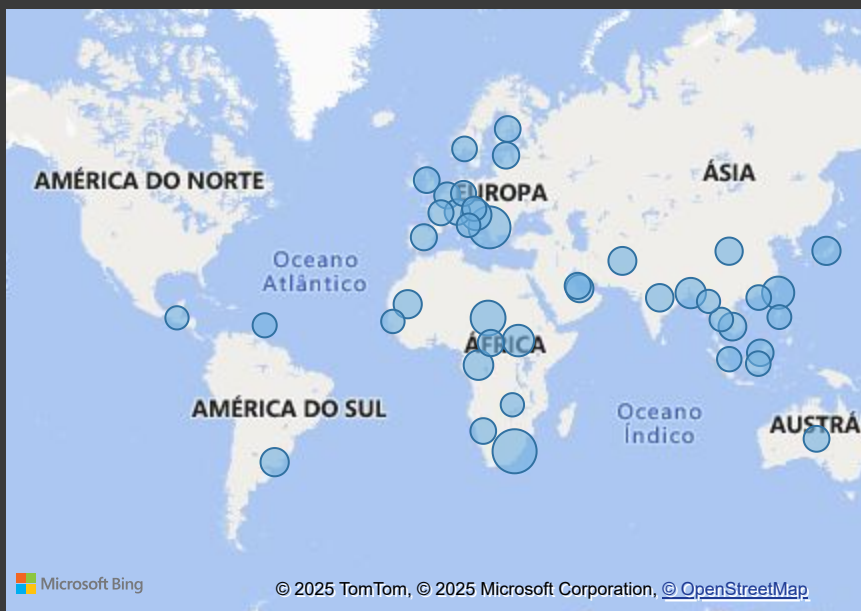 AMÉRICA DO NORTE
EUROPA
ÁSIA
Oceano
Atlântico
ÁFRICA
AMÉRICA DO SUL
Oceano
Índico
AUSTRÁ
Microsoft Bing
© 2025 TomTom, © 2025 Microsoft Corporation, © OpenStreetMap